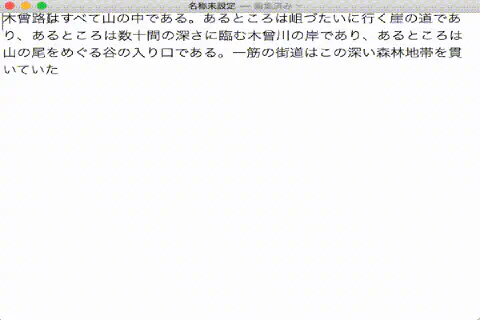 名称未設定 — 編集済み ~
木曾路はすべて山の中である。あるところは岨づたいに行く崖の道であ
り、あるところは数十間の深さに臨む木曾川の岸であり、あるところは
山の尾をめぐる谷の入り口である。一筋の街道はこの深い森林地帯を貫
いていた